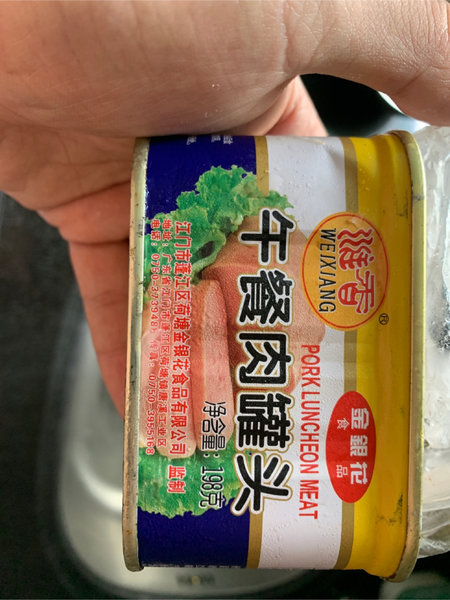 维香
WEIXIANG
®
午餐肉罐头
PORK LUNCHEON MEAT
金银花
食品
净含量:198克
江门市蓬江区荷塘金银花食品有限公司 监制